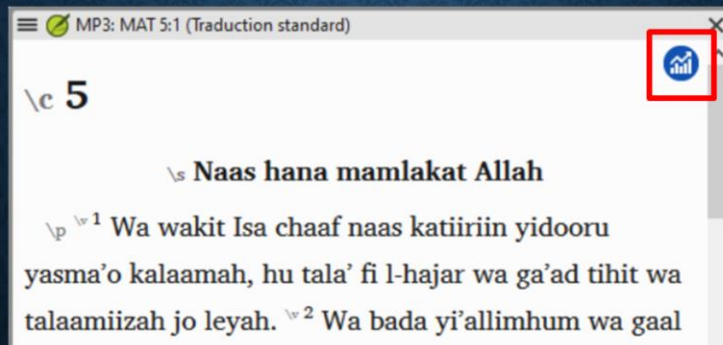 MP3: MAT 5:1 (Traduction standard)
\c 5
\s Naas hana mamlakat Allah
\p \v 1 Wa wakit Isa chaaf naas katiiriin yidooru
yasma’o kalaamah, hu tala’ fi l-hajar wa ga’ad tihit wa
talaamiizah jo leyah. \v 2 Wa bada yi’allimhum wa gaal